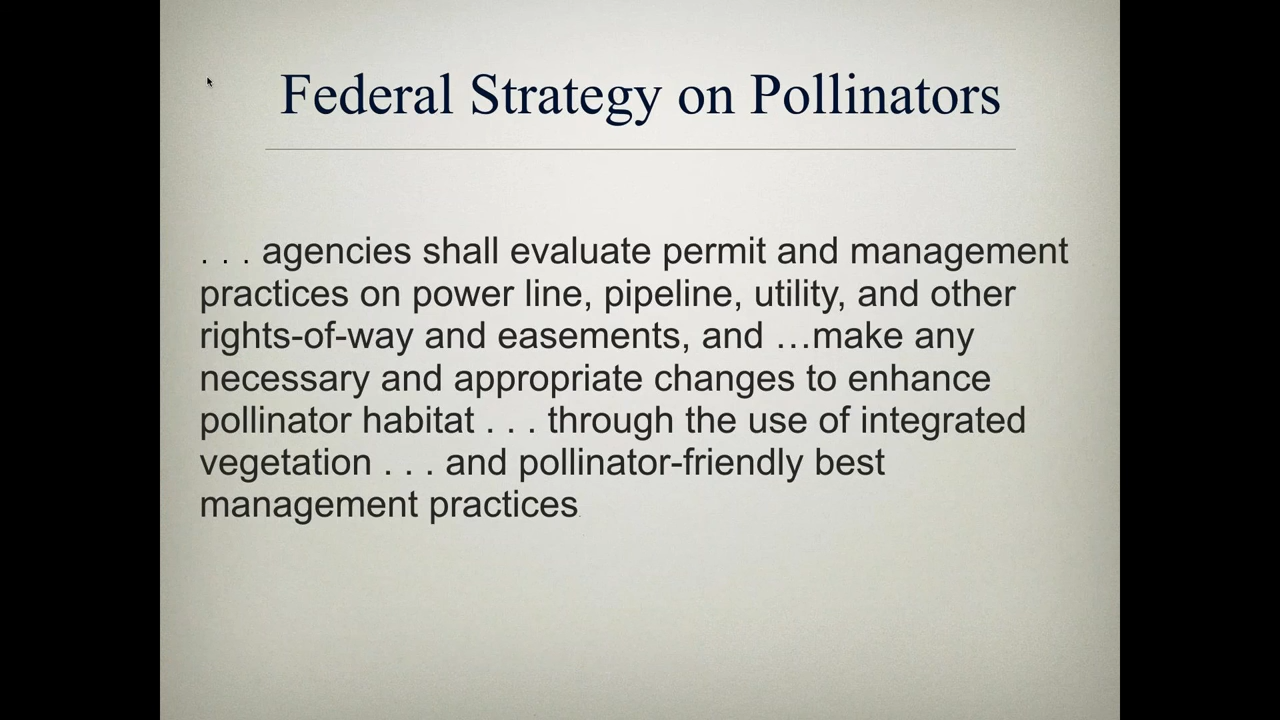 Federal Strategy on Pollinators
. . . agencies shall evaluate permit and management
practices on power line, pipeline, utility, and other
rights-of-way and easements, and …make any
necessary and appropriate changes to enhance
pollinator habitat . . . through the use of integrated
vegetation . . . and pollinator-friendly best
management practices.